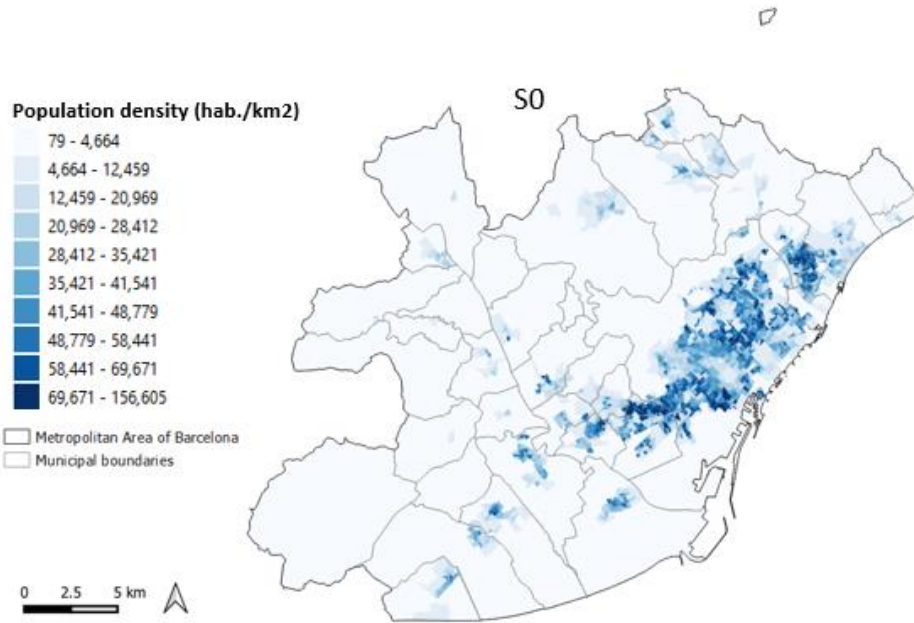 S0
Population density (hab./km2)
79 - 4,664
4,664 - 12,459
12,459 - 20,969
20,969 - 28,412
28,412 - 35,421
35,421 - 41,541
41,541 - 48,779
48,779 - 58,441
58,441 - 69,671
69,671 - 156,605
Metropolitan Area of Barcelona
Municipal boundaries
0 2.5 5 km